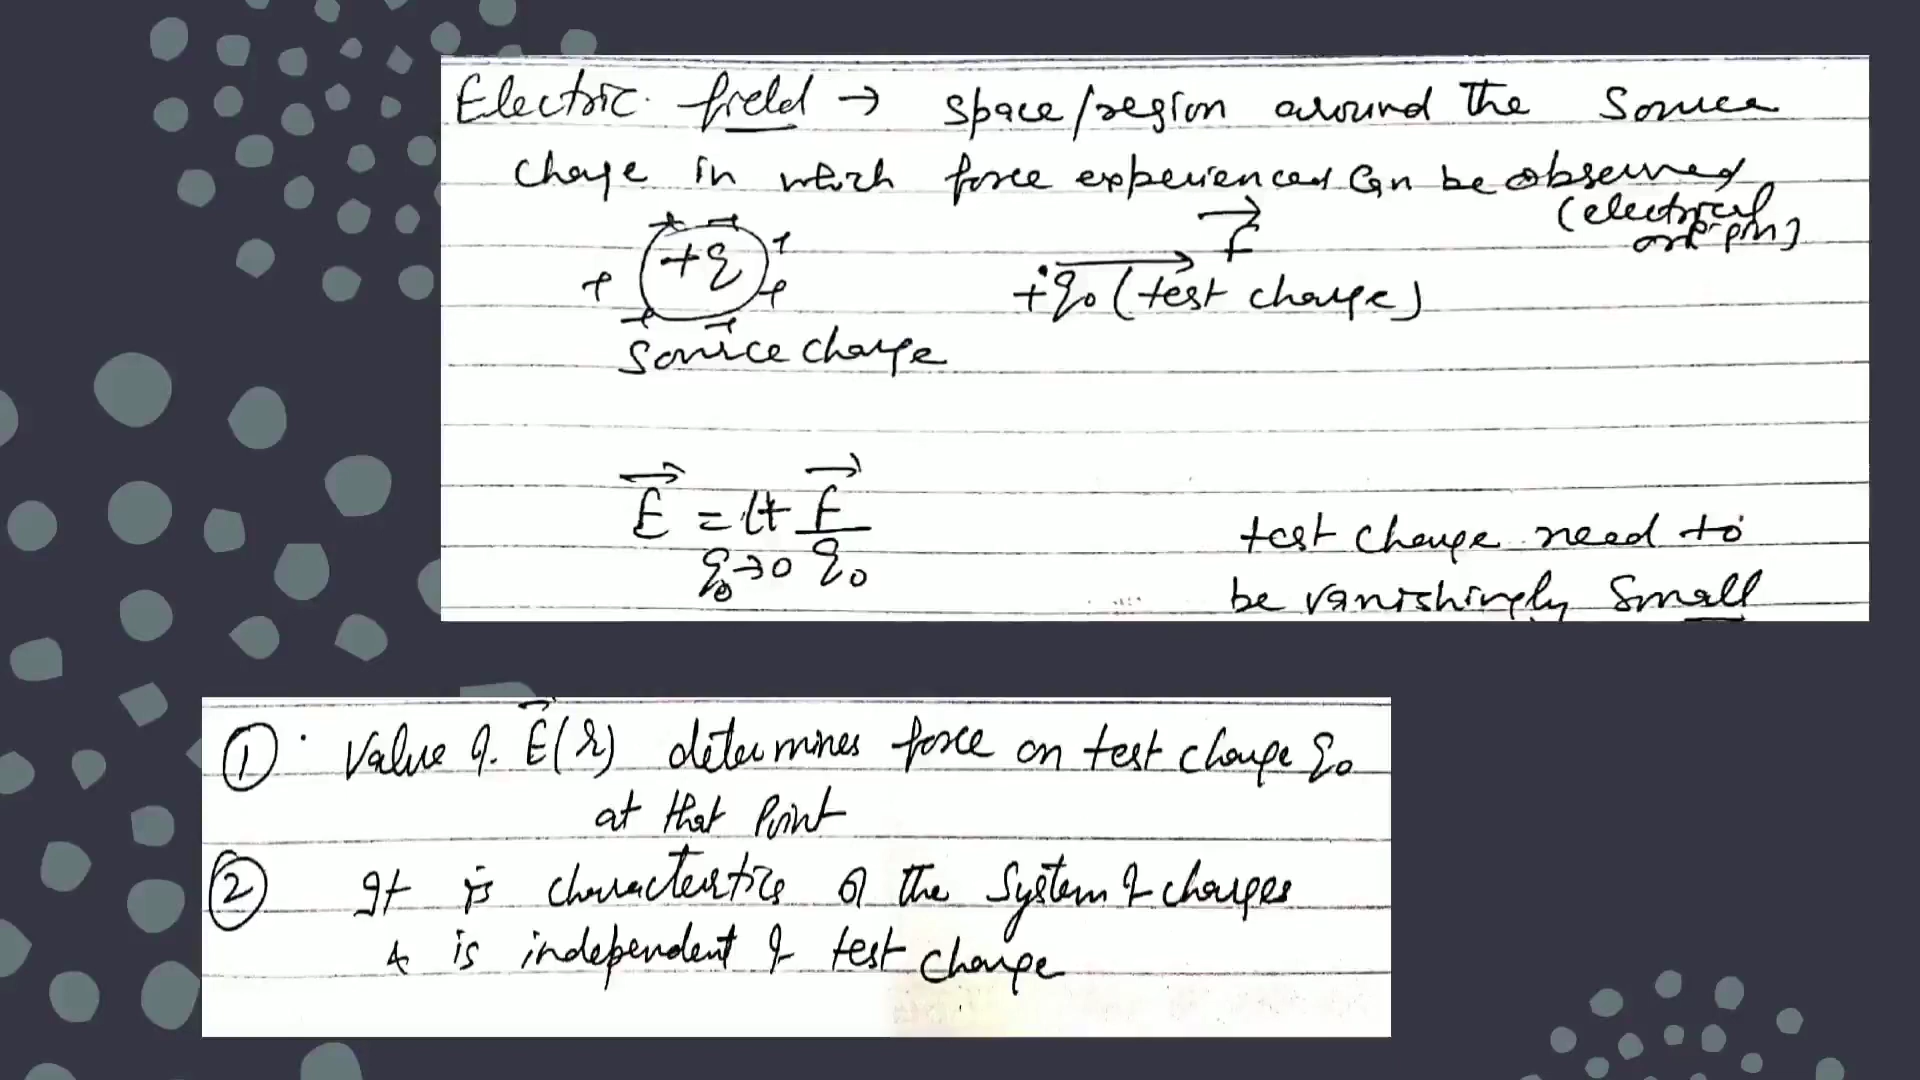 Electric field → space/region around the source
charge in which force experienced can be observed
(electrical
F
+ + + + + + + +q
+q₀ (test charge)
source charge
E = lt F
q₀→0 q₀
test charge need to
be vanishingly small
① Value of E(r) determines force on test charge q₀
at that point
② It is characteristics of the system of charges
& is independent of test charge